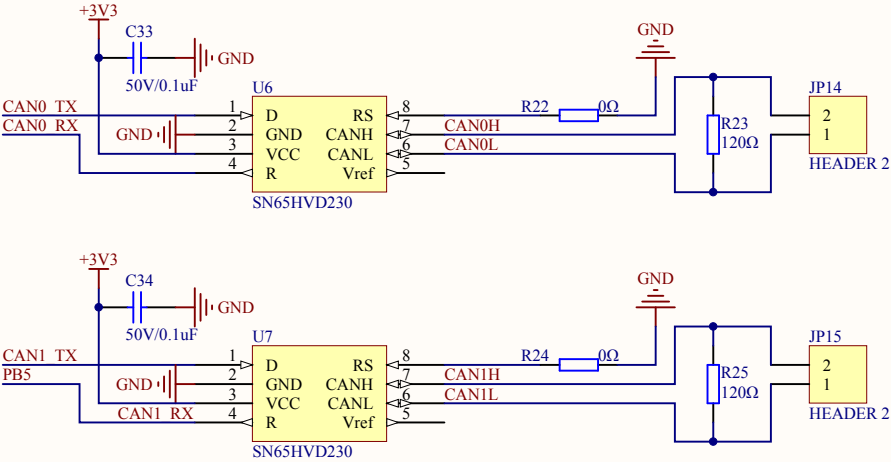 +3V3
C33
GND
50V/0.1uF
GND
U6
JP14
CAN0_TX
1 D RS 8
R22 0Ω
CAN0_RX
GND
2 GND CANH 7
CAN0H
R23
120Ω
2
1
3 VCC CANL 6
CAN0L
4 R Vref 5
HEADER 2
SN65HVD230
+3V3
C34
GND
50V/0.1uF
GND
U7
JP15
CAN1_TX
1 D RS 8
R24 0Ω
PB5
GND
2 GND CANH 7
CAN1H
R25
120Ω
2
1
3 VCC CANL 6
CAN1L
CAN1_RX
4 R Vref 5
HEADER 2
SN65HVD230